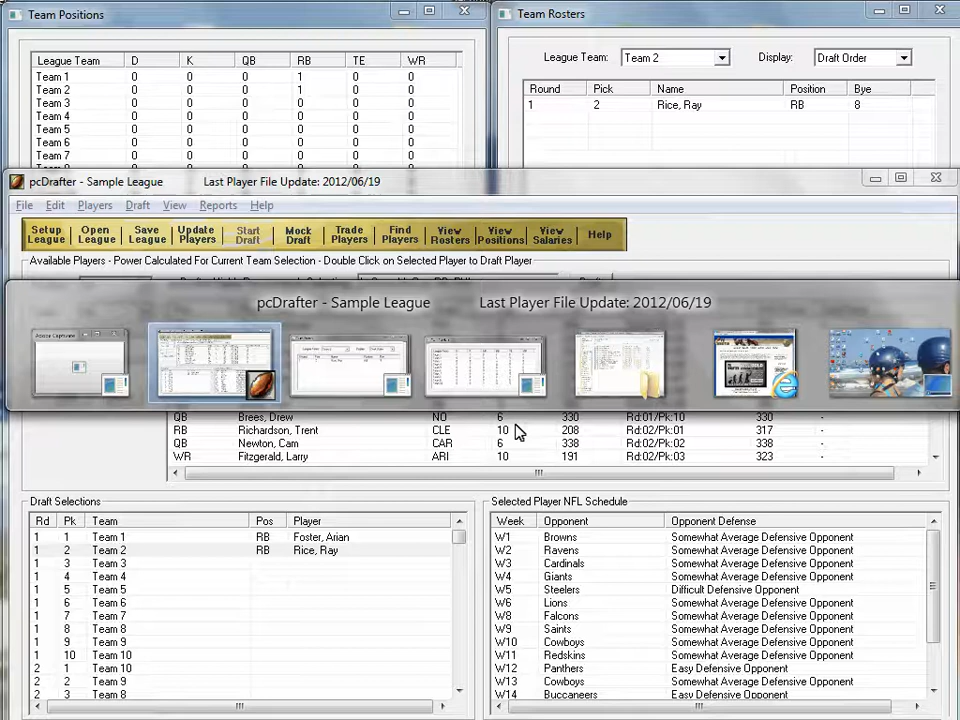 Team Positions
League Team D K QB RB TE WR
Team 1 0 0 0 1 0 0
Team 2 0 0 0 1 0 0
Team 3 0 0 0 0 0 0
Team 4 0 0 0 0 0 0
Team 5 0 0 0 0 0 0
Team 6 0 0 0 0 0 0
Team 7 0 0 0 0 0 0
Team Rosters
League Team: Team 2 Display: Draft Order
Round Pick Name Position Bye
1 2 Rice, Ray RB 8
pcDrafter - Sample League Last Player File Update: 2012/06/19
File Edit Players Draft View Reports Help
Setup League Open League Save League Update Players Start Draft Mock Draft Trade Players Find Players View Rosters View Positions View Salaries Help
Available Players - Power Calculated For Current Team Selection - Double Click on Selected Player to Draft Player
pcDrafter - Sample League Last Player File Update: 2012/06/19
QB Brees, Drew NO 6 330 Rd:01/Pk:10 330 -
RB Richardson, Trent CLE 10 208 Rd:02/Pk:01 317 -
QB Newton, Cam CAR 6 338 Rd:02/Pk:02 338 -
WR Fitzgerald, Larry ARI 10 191 Rd:02/Pk:03 323 -
Draft Selections
Rd Pk Team Pos Player
1 1 Team 1 RB Foster, Arian
1 2 Team 2 RB Rice, Ray
1 3 Team 3
1 4 Team 4
1 5 Team 5
1 6 Team 6
1 7 Team 7
1 8 Team 8
1 9 Team 9
1 10 Team 10
2 1 Team 10
2 2 Team 9
2 3 Team 8
Selected Player NFL Schedule
Week Opponent Opponent Defense
W1 Browns Somewhat Average Defensive Opponent
W2 Ravens Somewhat Average Defensive Opponent
W3 Cardinals Somewhat Average Defensive Opponent
W4 Giants Somewhat Average Defensive Opponent
W5 Steelers Difficult Defensive Opponent
W6 Lions Somewhat Average Defensive Opponent
W8 Falcons Somewhat Average Defensive Opponent
W9 Saints Somewhat Average Defensive Opponent
W10 Cowboys Somewhat Average Defensive Opponent
W11 Redskins Somewhat Average Defensive Opponent
W12 Panthers Easy Defensive Opponent
W13 Cowboys Somewhat Average Defensive Opponent
W14 Buccaneers Easy Defensive Opponent